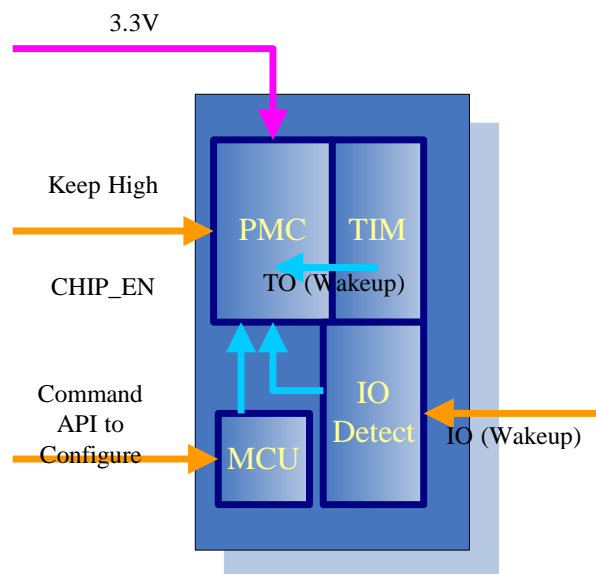 3.3V
Keep High
PMC
TIM
CHIP_EN
TO (Wakeup)
Command
API to
Configure
MCU
IO
Detect
IO (Wakeup)